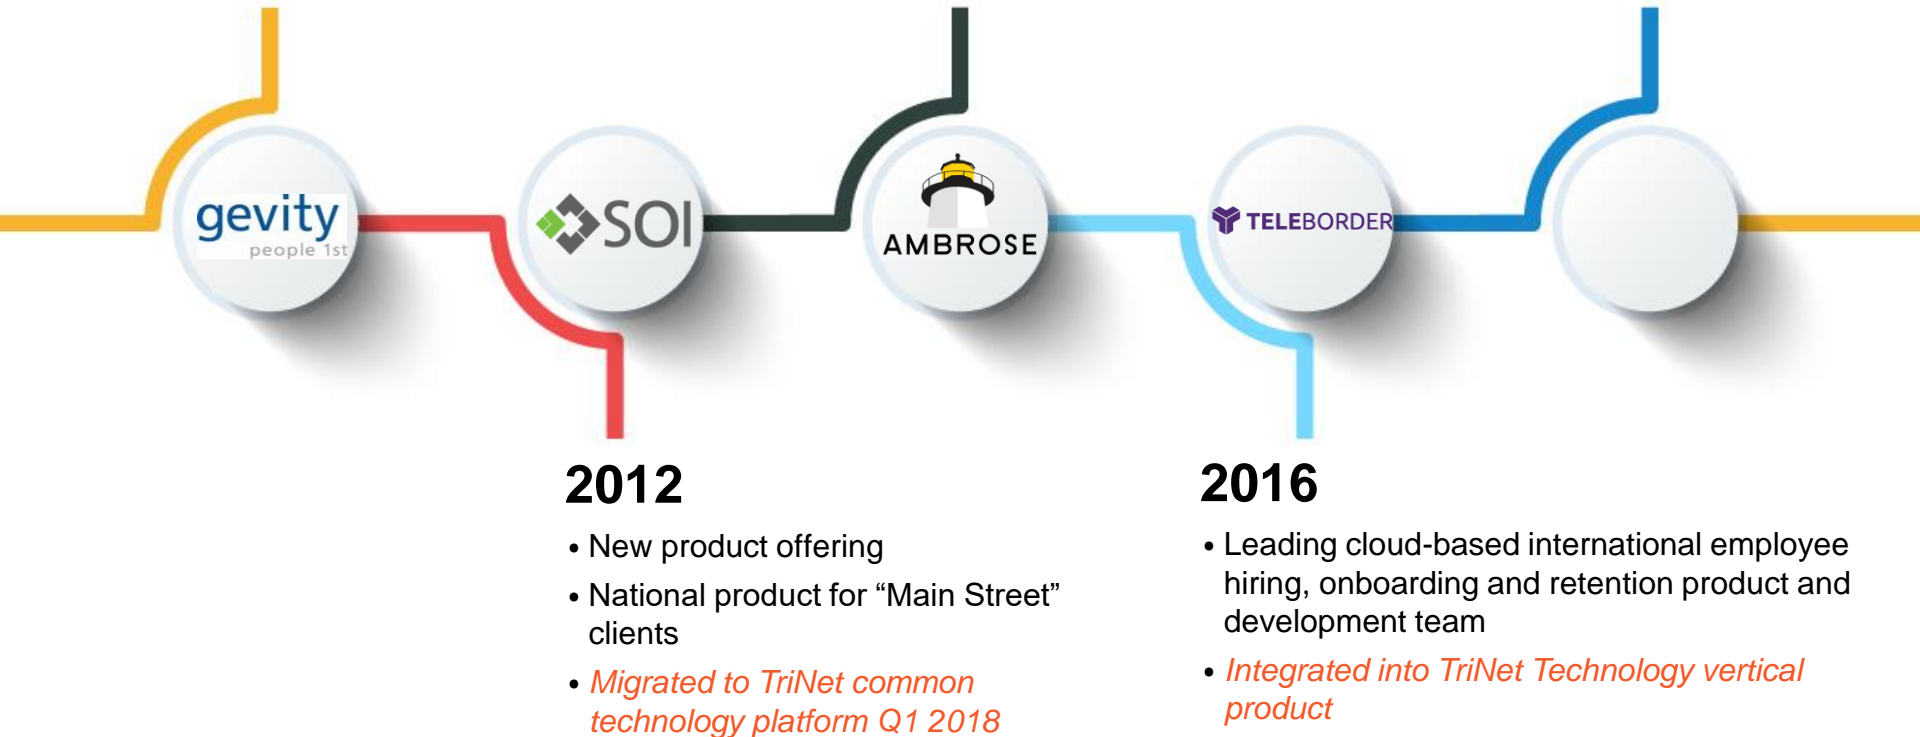 gevity
people 1st
SOI
AMBROSE
TELEBORDER
2012
• New product offering
• National product for “Main Street”
clients
• Migrated to TriNet common
technology platform Q1 2018
2016
• Leading cloud-based international employee
hiring, onboarding and retention product and
development team
• Integrated into TriNet Technology vertical
product